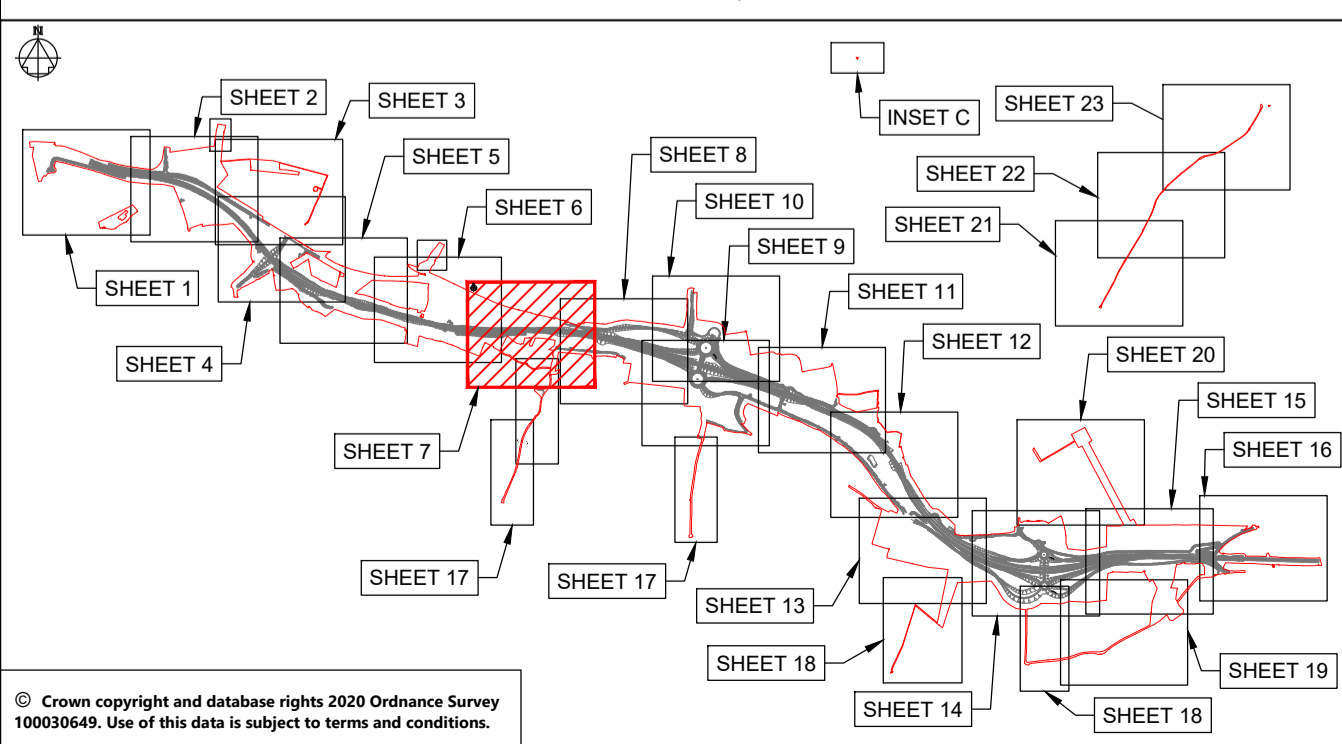 N
INSET C
SHEET 23
SHEET 2
SHEET 3
SHEET 5
SHEET 8
SHEET 22
SHEET 6
SHEET 10
SHEET 21
SHEET 9
SHEET 1
SHEET 11
SHEET 12
SHEET 4
SHEET 20
SHEET 15
SHEET 7
SHEET 16
SHEET 17
SHEET 17
SHEET 13
SHEET 18
SHEET 19
SHEET 14
SHEET 18
© Crown copyright and database rights 2020 Ordnance Survey
100030649. Use of this data is subject to terms and conditions.